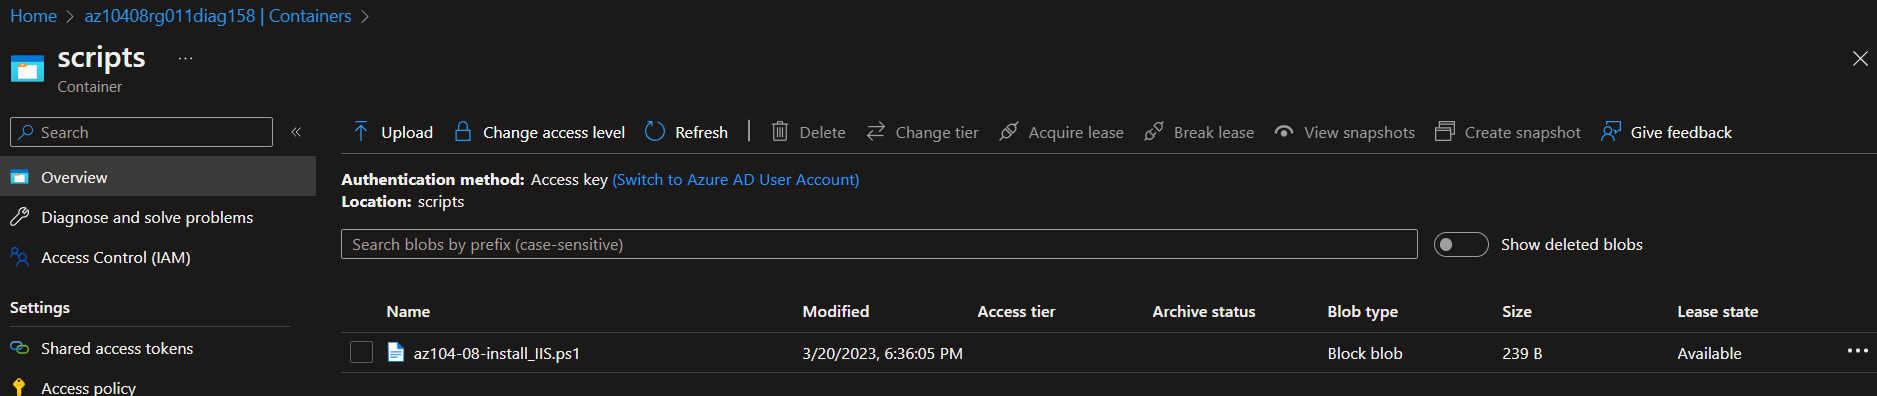 Home > az10408rg011diag158 | Containers >
scripts ...
Container
Search «
Overview
Diagnose and solve problems
Access Control (IAM)
Settings
Shared access tokens
Access policy
Upload Change access level Refresh | Delete Change tier Acquire lease Break lease View snapshots Create snapshot Give feedback
Authentication method: Access key (Switch to Azure AD User Account)
Location: scripts
Search blobs by prefix (case-sensitive) Show deleted blobs
Name Modified Access tier Archive status Blob type Size Lease state
az104-08-install_IIS.ps1 3/20/2023, 6:36:05 PM Block blob 239 B Available ...